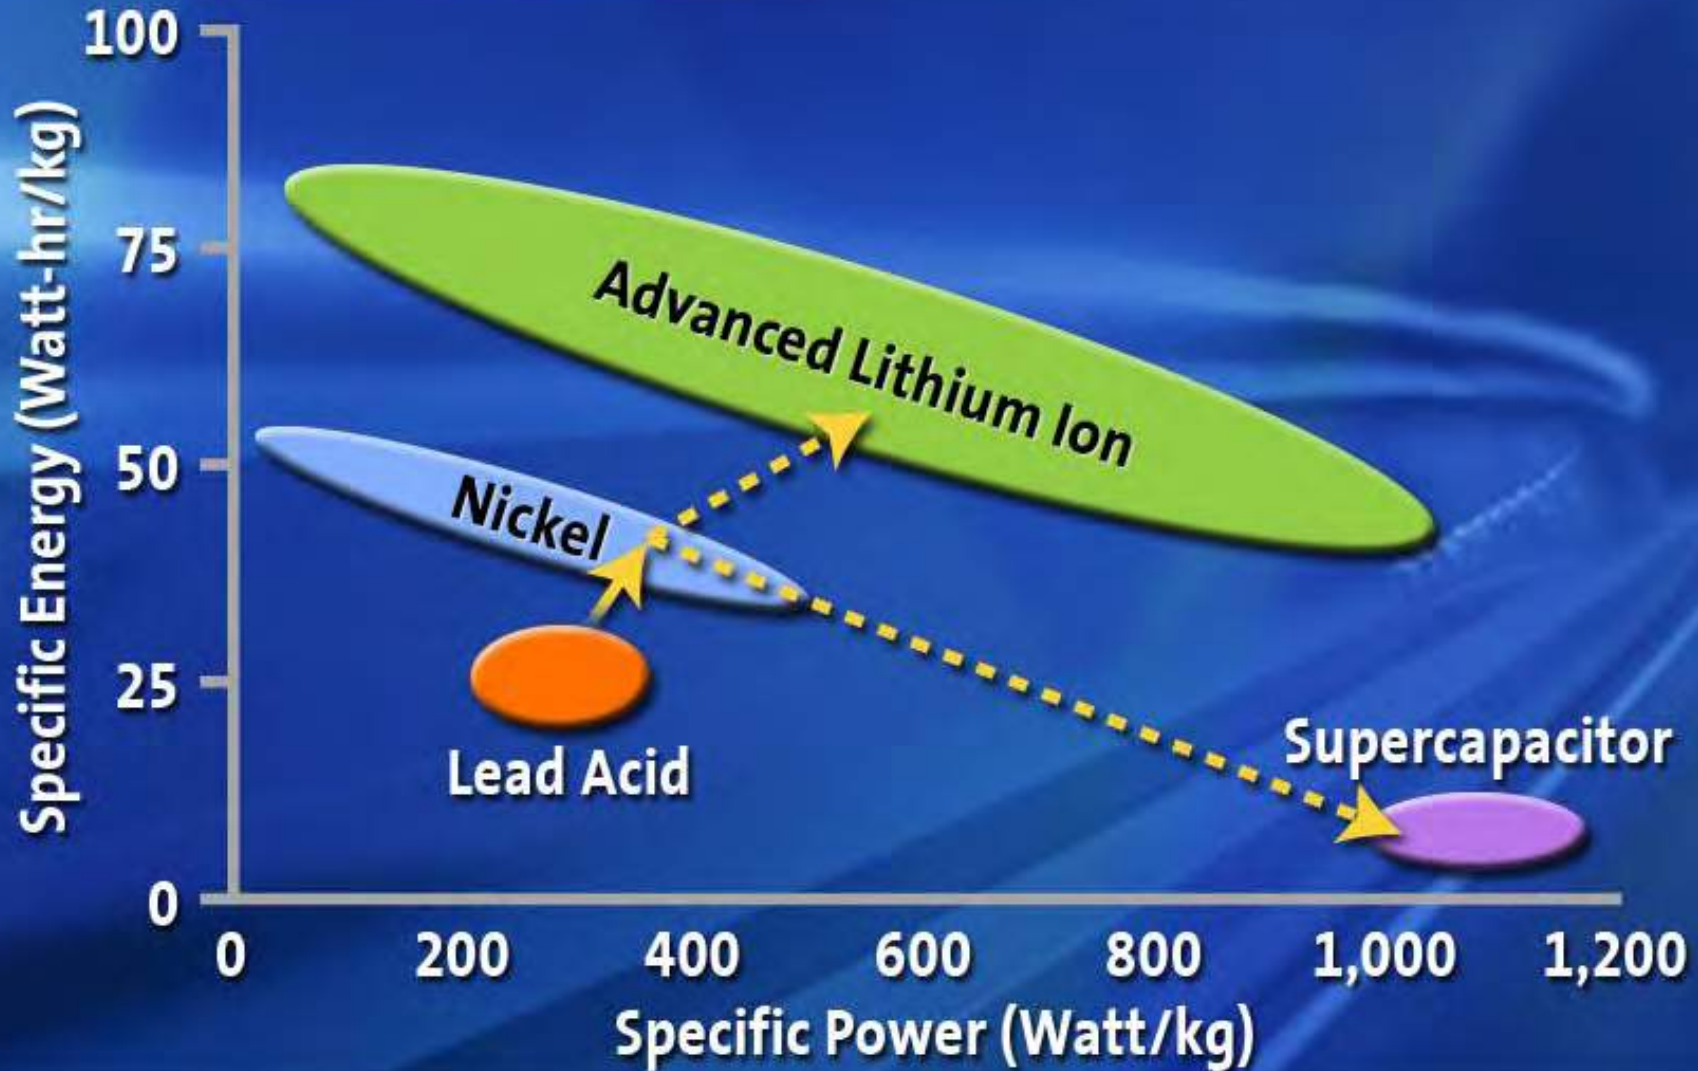 100
75
50
25
0
Specific Energy (Watt-hr/kg)
Advanced Lithium Ion
Nickel
Lead Acid
Supercapacitor
0 200 400 600 800 1,000 1,200
Specific Power (Watt/kg)